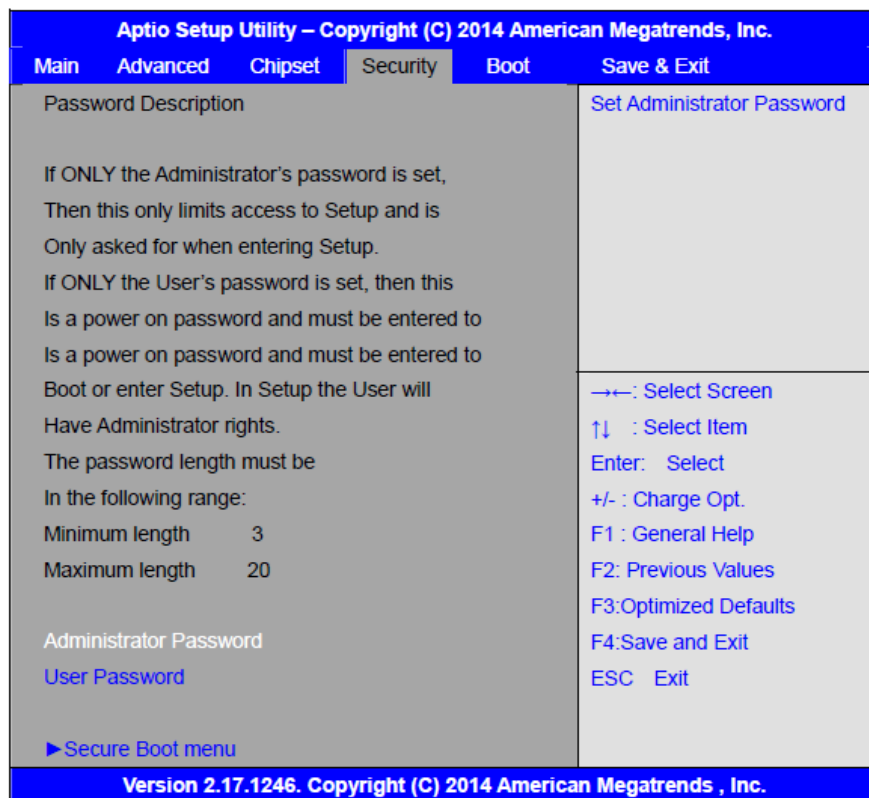 Aptio Setup Utility – Copyright (C) 2014 American Megatrends, Inc.
Main Advanced Chipset Security Boot Save & Exit
Password Description
If ONLY the Administrator’s password is set,
Then this only limits access to Setup and is
Only asked for when entering Setup.
If ONLY the User’s password is set, then this
Is a power on password and must be entered to
Is a power on password and must be entered to
Boot or enter Setup. In Setup the User will
Have Administrator rights.
The password length must be
In the following range:
Minimum length 3
Maximum length 20
Administrator Password
User Password
►Secure Boot menu
Set Administrator Password
→←: Select Screen
↑↓ : Select Item
Enter: Select
+/- : Charge Opt.
F1 : General Help
F2: Previous Values
F3:Optimized Defaults
F4:Save and Exit
ESC Exit
Version 2.17.1246. Copyright (C) 2014 American Megatrends , Inc.